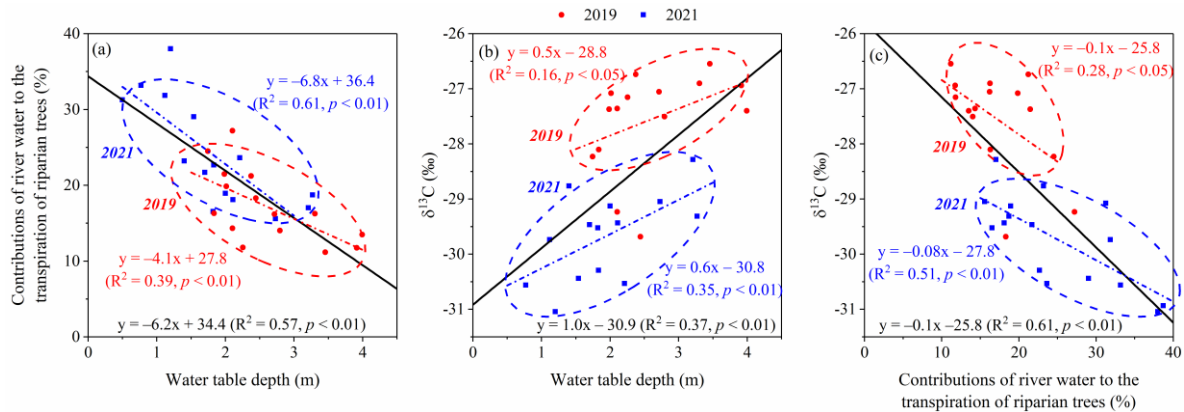 2019 2021
Contributions of river water to the
transpiration of riparian trees (%)
40
30
20
10
0
(a)
y = −6.8x + 36.4
(R² = 0.61, p < 0.01)
2021
2019
y = −4.1x + 27.8
(R² = 0.39, p < 0.01)
y = −6.2x + 34.4 (R² = 0.57, p < 0.01)
0 1 2 3 4
Water table depth (m)
δ¹³C (‰)
-26
-27
-28
-29
-30
-31
(b)
y = 0.5x − 28.8
(R² = 0.16, p < 0.05)
2019
2021
y = 0.6x − 30.8
(R² = 0.35, p < 0.01)
y = 1.0x − 30.9 (R² = 0.37, p < 0.01)
0 1 2 3 4
Water table depth (m)
δ¹³C (‰)
-26
-27
-28
-29
-30
-31
(c)
y = −0.1x − 25.8
(R² = 0.28, p < 0.05)
2019
2021
y = −0.08x − 27.8
(R² = 0.51, p < 0.01)
y = −0.1x −25.8 (R² = 0.61, p < 0.01)
0 10 20 30 40
Contributions of river water to the
transpiration of riparian trees (%)